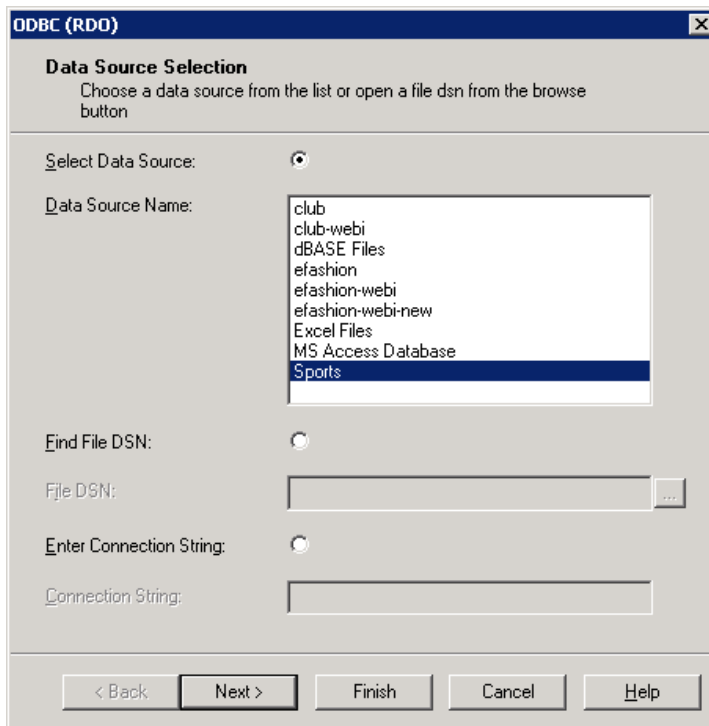 ODBC (RDO)
Data Source Selection
Choose a data source from the list or open a file dsn from the browse
button
Select Data Source:
Data Source Name:
club
club-webi
dBASE Files
efashion
efashion-webi
efashion-webi-new
Excel Files
MS Access Database
Sports
Find File DSN:
File DSN:
...
Enter Connection String:
Connection String:
< Back Next > Finish Cancel Help